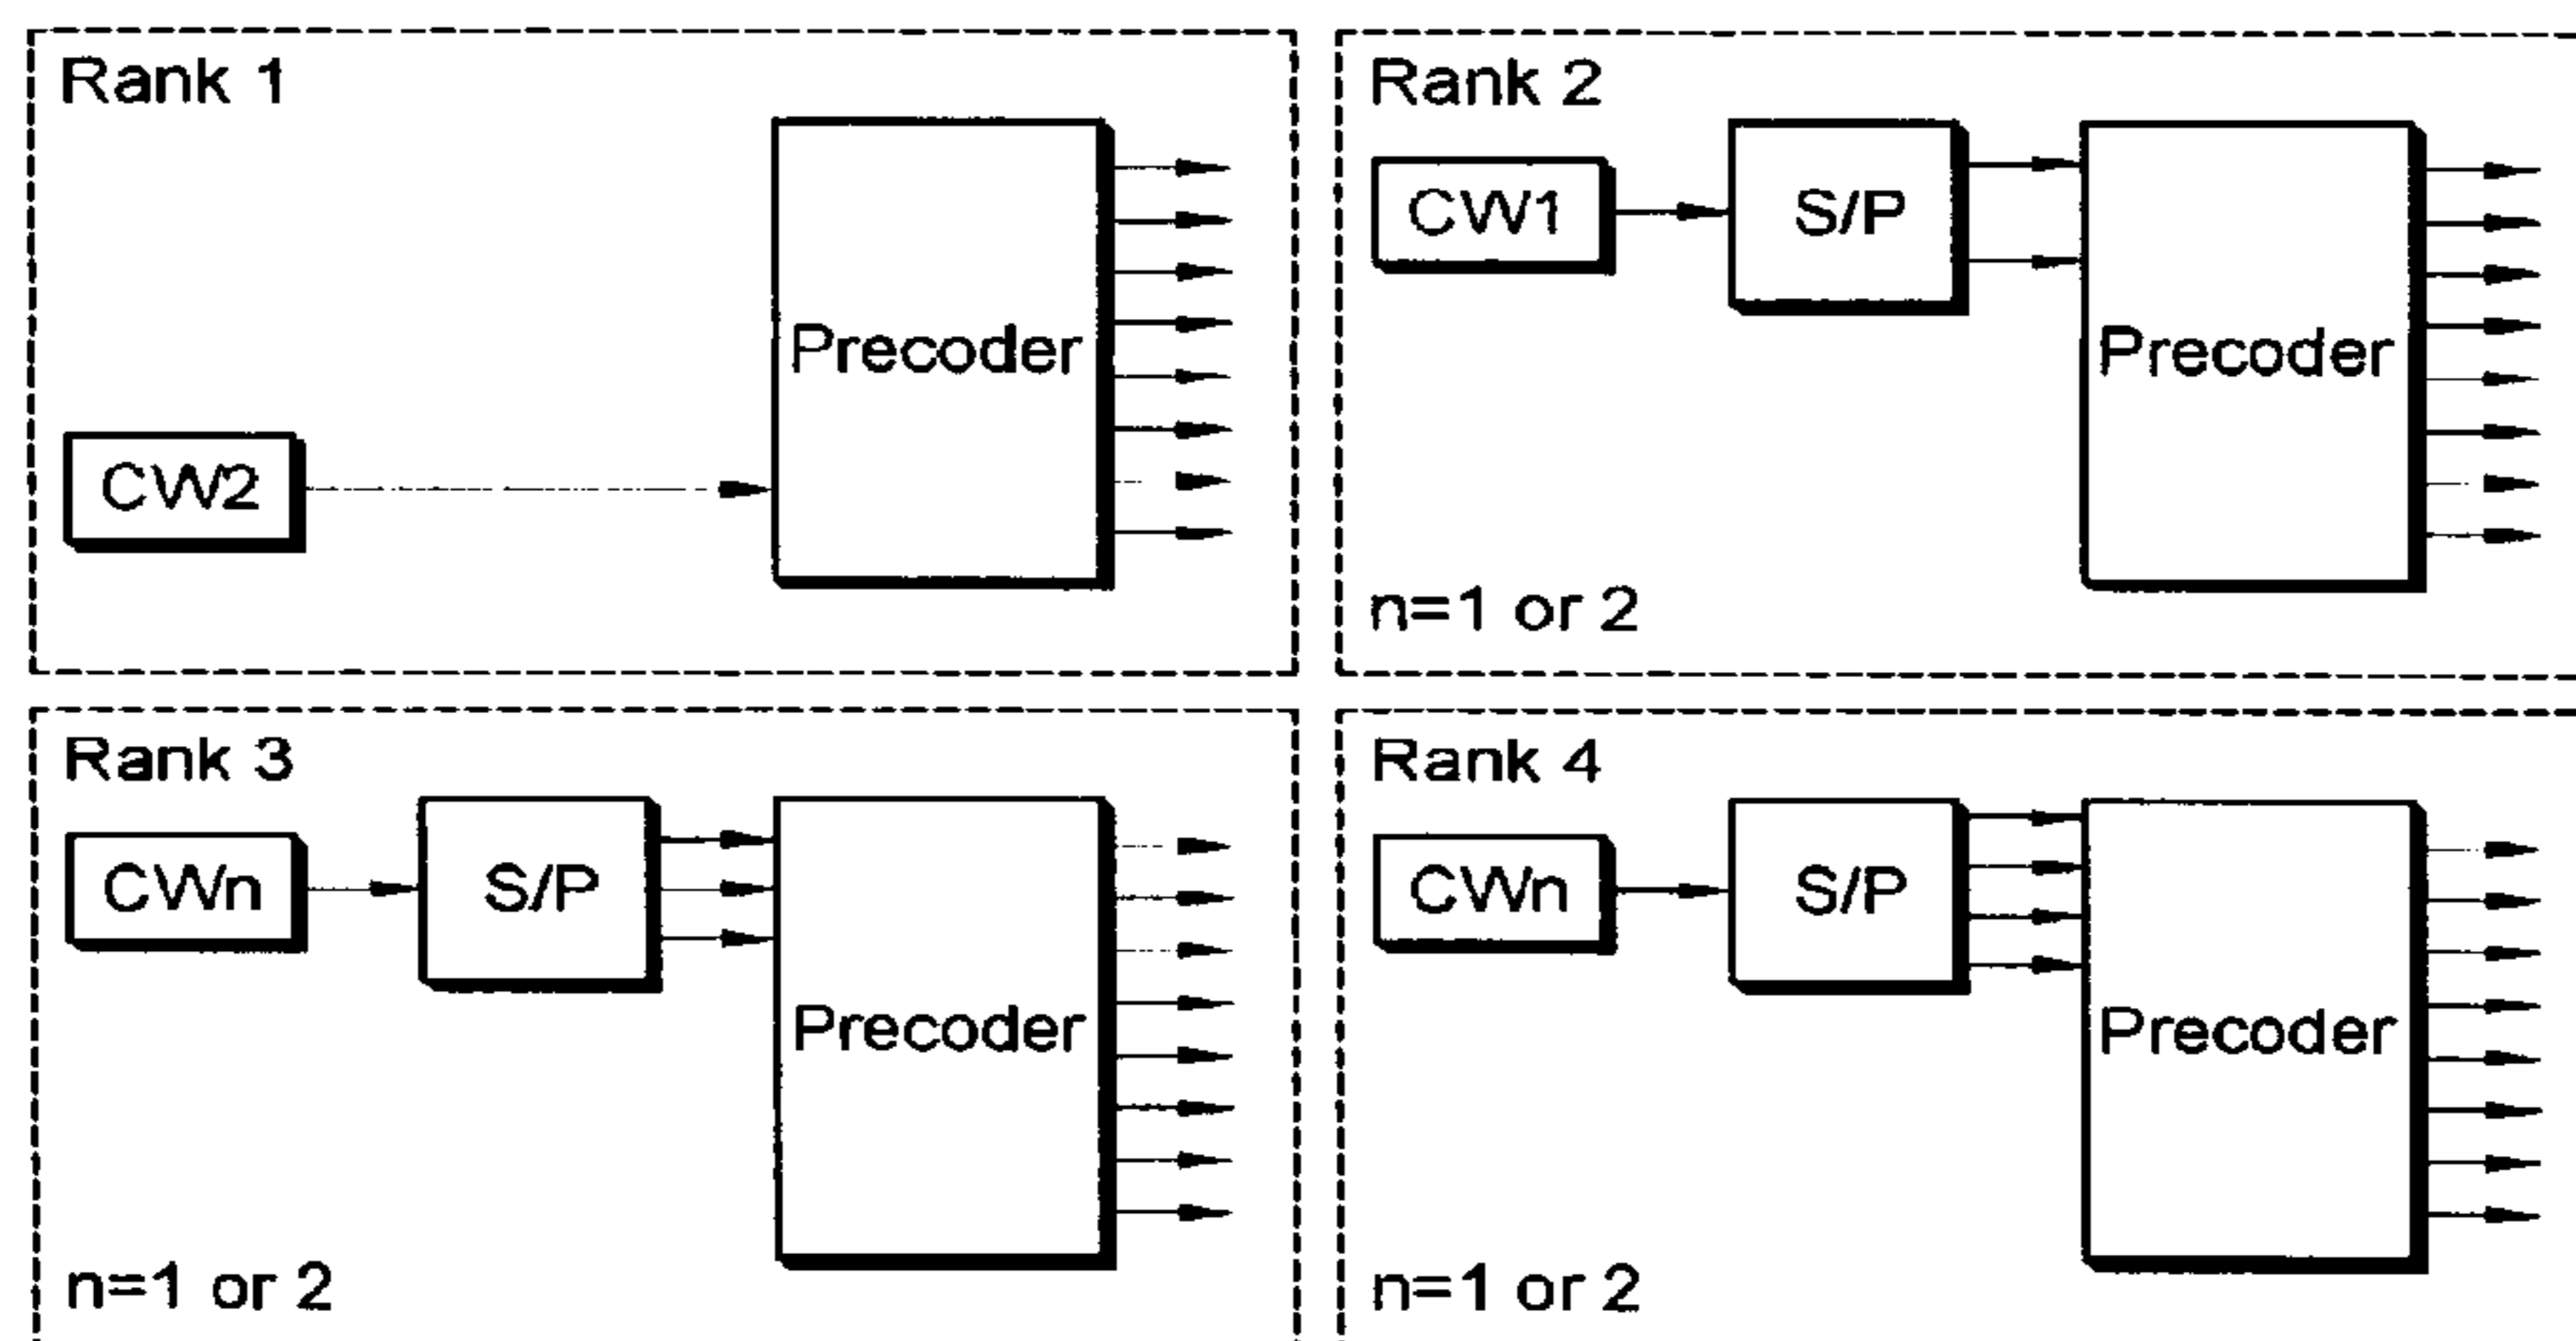 Rank 1
Precoder
CW2
Rank 2
CW1
S/P
Precoder
n=1 or 2
Rank 3
CWn
S/P
Precoder
n=1 or 2
Rank 4
CWn
S/P
Precoder
n=1 or 2